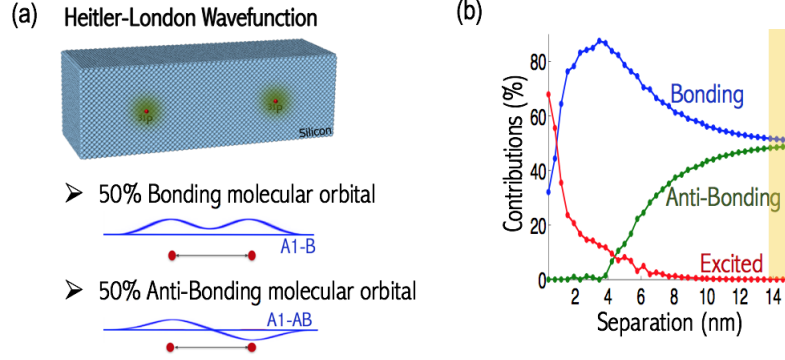 (a) Heitler-London Wavefunction
31p
31p
Silicon
➤ 50% Bonding molecular orbital
A1-B
➤ 50% Anti-Bonding molecular orbital
A1-AB
(b)
Contributions (%)
80
60
40
20
0
Bonding
Anti-Bonding
Excited
2 4 6 8 10 12 14
Separation (nm)